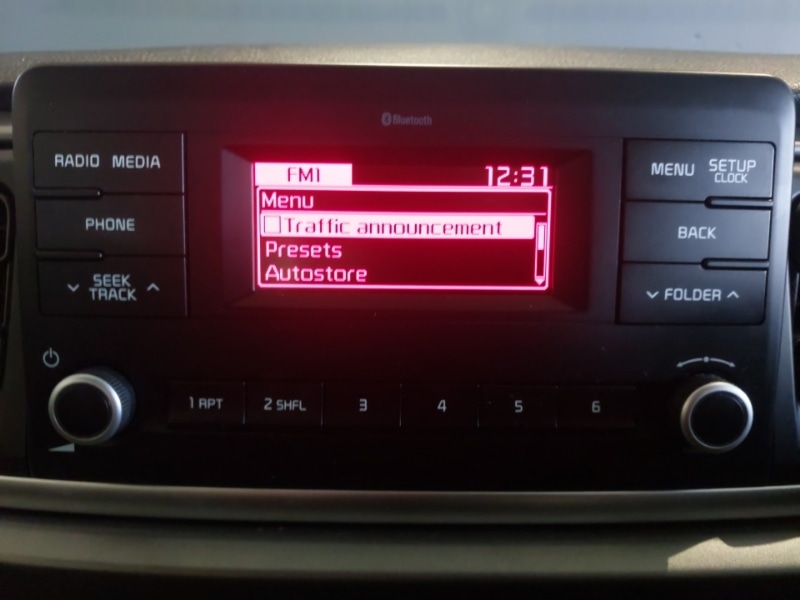 Bluetooth
RADIO MEDIA
PHONE
SEEK
TRACK
FM1 12:31
Menu
Traffic announcement
Presets
Autostore
MENU SETUP
CLOCK
BACK
FOLDER
1 RPT 2 SHFL 3 4 5 6